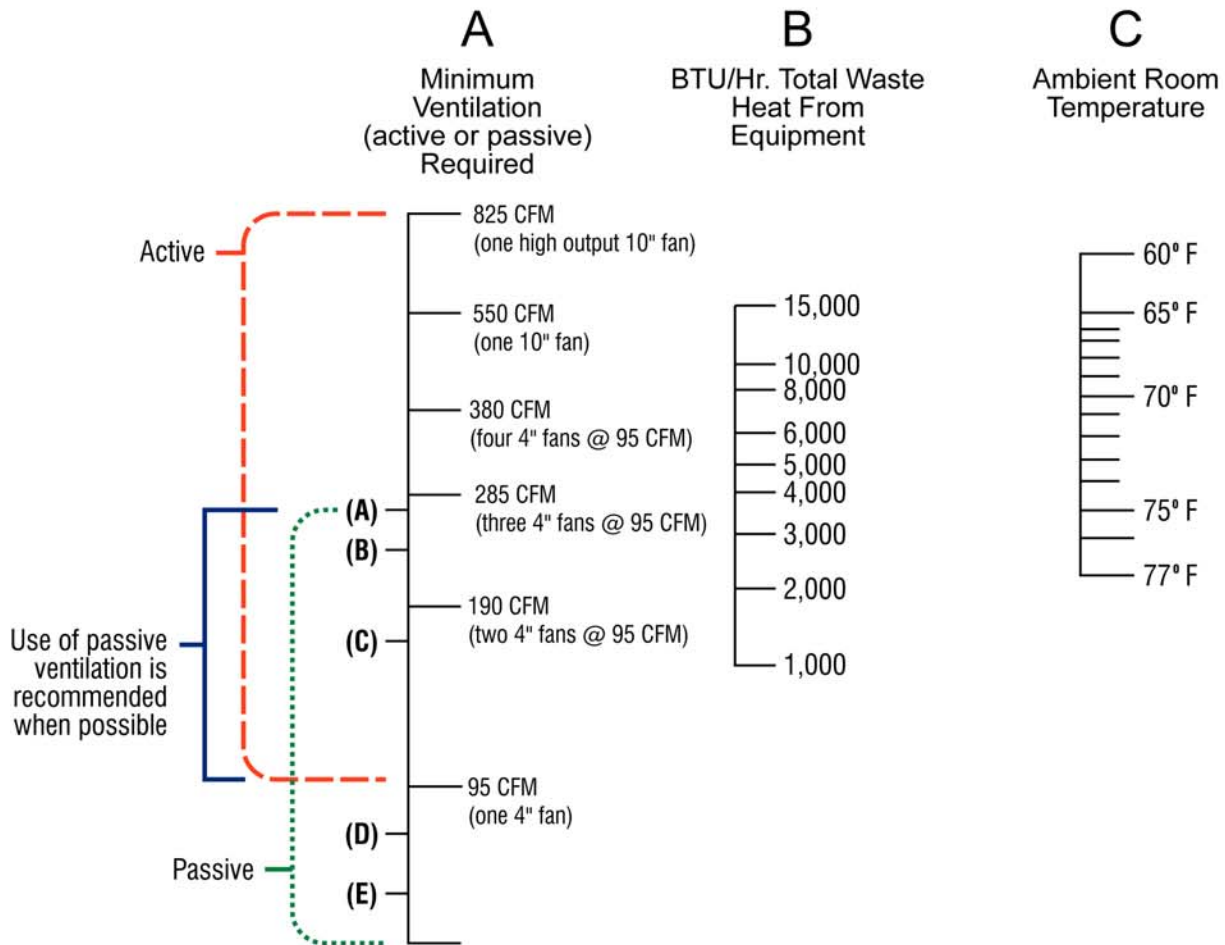 A
Minimum
Ventilation
(active or passive)
Required
B
BTU/Hr. Total Waste
Heat From
Equipment
C
Ambient Room
Temperature
Active
Use of passive
ventilation is
recommended
when possible
Passive
(A)
(B)
(C)
(D)
(E)
825 CFM
(one high output 10" fan)
550 CFM
(one 10" fan)
380 CFM
(four 4" fans @ 95 CFM)
285 CFM
(three 4" fans @ 95 CFM)
190 CFM
(two 4" fans @ 95 CFM)
95 CFM
(one 4" fan)
15,000
10,000
8,000
6,000
5,000
4,000
3,000
2,000
1,000
60° F
65° F
70° F
75° F
77° F